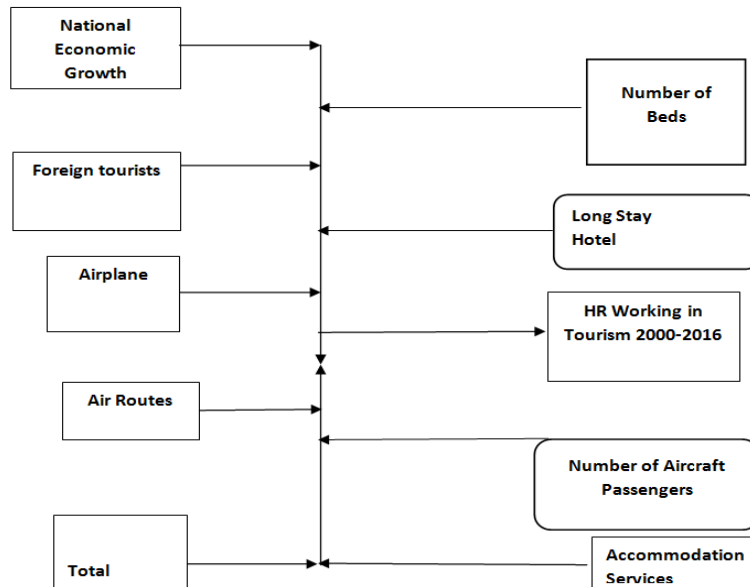 National
Economic
Growth
Number of
Beds
Foreign tourists
Long Stay
Hotel
Airplane
HR Working in
Tourism 2000-2016
Air Routes
Number of Aircraft
Passengers
Total
Accommodation
Services